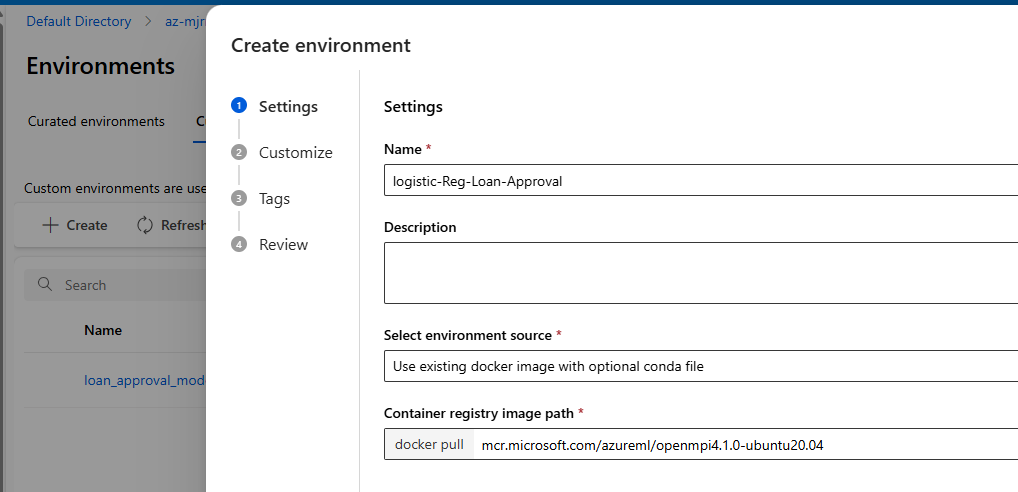 Default Directory > az-mjr
Environments
Curated environments
Custom environments are use
Create Refresh
Search
Name
loan_approval_mod
Create environment
1 Settings
2 Customize
3 Tags
4 Review
Settings
Name *
logistic-Reg-Loan-Approval
Description
Select environment source *
Use existing docker image with optional conda file
Container registry image path *
docker pull mcr.microsoft.com/azureml/openmpi4.1.0-ubuntu20.04